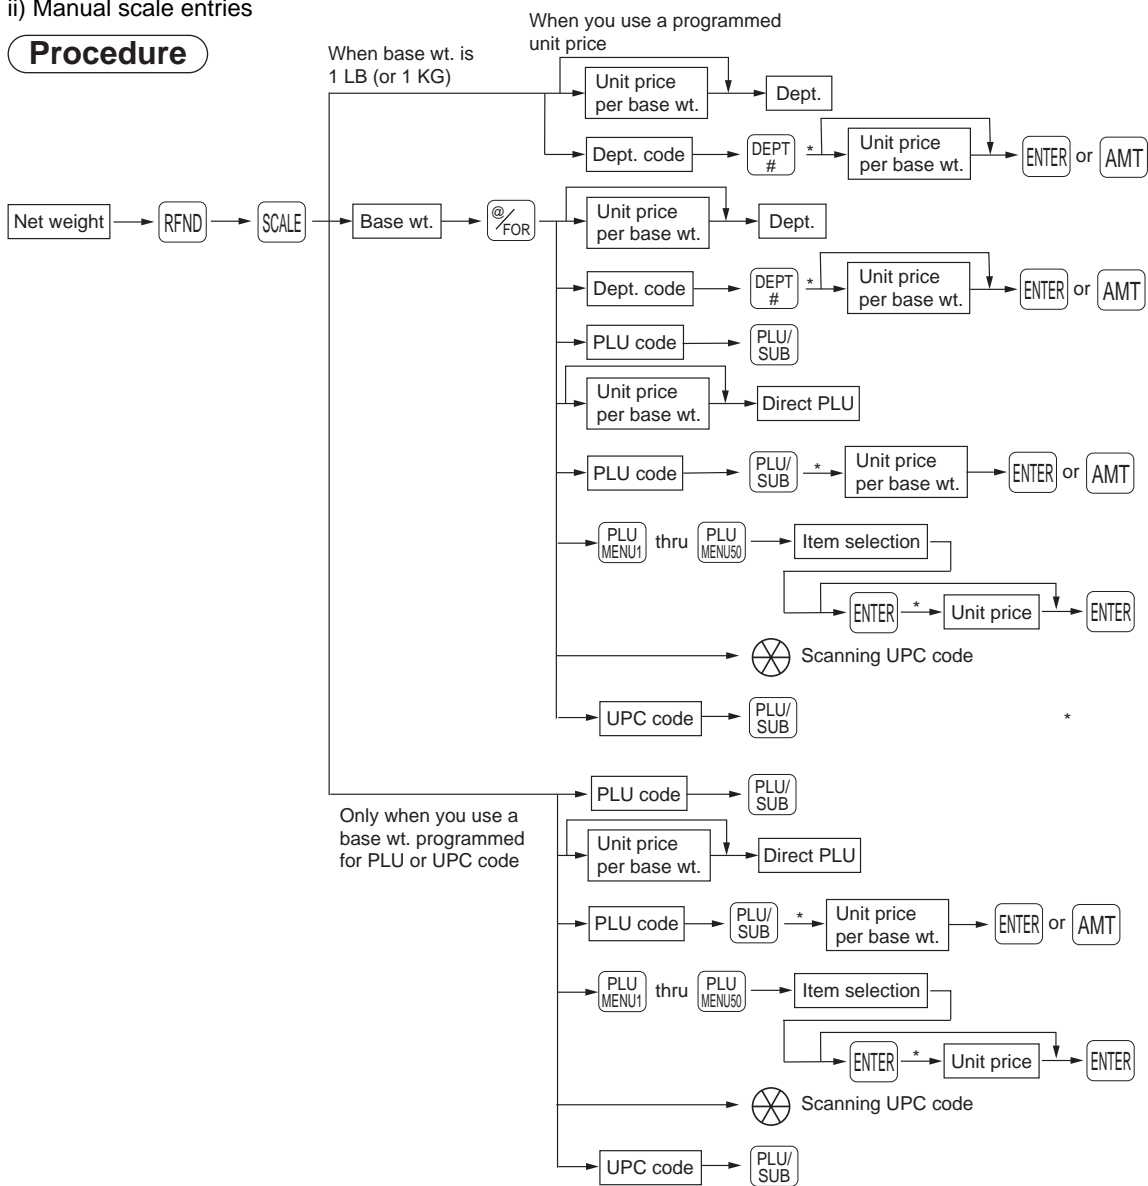 ii) Manual scale entries
Procedure
When you use a programmed
unit price
When base wt. is
1 LB (or 1 KG)
Unit price
per base wt.
Dept.
Dept. code
DEPT
#
*
Unit price
per base wt.
ENTER or AMT
Net weight
RFND
SCALE
Base wt.
@/FOR
Unit price
per base wt.
Dept.
Dept. code
DEPT
#
*
Unit price
per base wt.
ENTER or AMT
PLU code
PLU/
SUB
Unit price
per base wt.
Direct PLU
PLU code
PLU/
SUB
*
Unit price
per base wt.
ENTER or AMT
PLU
MENU1
thru
PLU
MENU50
Item selection
ENTER
*
Unit price
ENTER
Scanning UPC code
UPC code
PLU/
SUB
*
PLU code
PLU/
SUB
Only when you use a
base wt. programmed
for PLU or UPC code
Unit price
per base wt.
Direct PLU
PLU code
PLU/
SUB
*
Unit price
per base wt.
ENTER or AMT
PLU
MENU1
thru
PLU
MENU50
Item selection
ENTER
*
Unit price
ENTER
Scanning UPC code
UPC code
PLU/
SUB